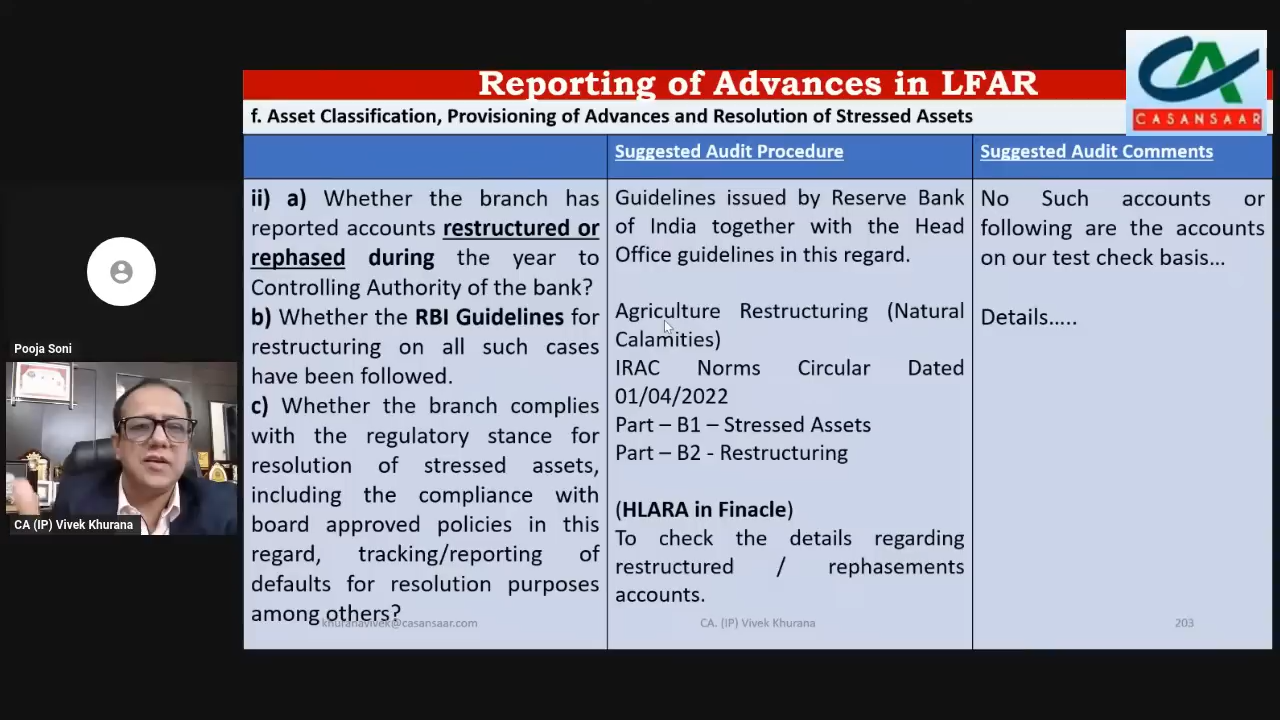 Reporting of Advances in LFAR
CA
CASANSAAR
f. Asset Classification, Provisioning of Advances and Resolution of Stressed Assets
Suggested Audit Procedure
Suggested Audit Comments
ii) a) Whether the branch has
reported accounts restructured or
rephased during the year to
Controlling Authority of the bank?
b) Whether the RBI Guidelines for
restructuring on all such cases
have been followed.
c) Whether the branch complies
with the regulatory stance for
resolution of stressed assets,
including the compliance with
board approved policies in this
regard, tracking/reporting of
defaults for resolution purposes
among others?
Guidelines issued by Reserve Bank
of India together with the Head
Office guidelines in this regard.
Agriculture Restructuring (Natural
Calamities)
IRAC Norms Circular Dated
01/04/2022
Part – B1 – Stressed Assets
Part – B2 - Restructuring
(HLARA in Finacle)
To check the details regarding
restructured / rephasements
accounts.
No Such accounts or
following are the accounts
on our test check basis...
Details.....
khuranavivek@casansaar.com
CA. (IP) Vivek Khurana
203
Pooja Soni
CA (IP) Vivek Khurana